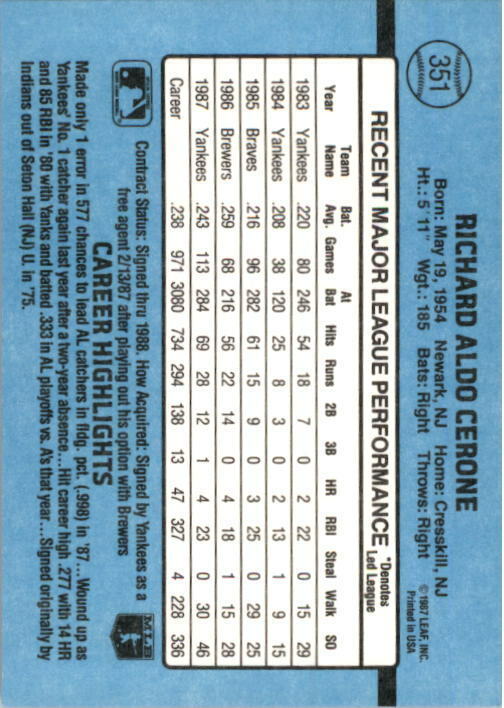 351
RICHARD ALDO CERONE
Born: May 19, 1954 Newark, NJ Home: Cresskill, NJ
Ht.: 5'11" Wgt.: 185 Bats: Right Throws: Right
© 1987 LEAF, INC.
Printed in USA
RECENT MAJOR LEAGUE PERFORMANCE *Denotes Led League
Year Team Name Bat. Avg. Games At Bat Hits Runs 2B 3B HR RBI Steal Walk SO
1983 Yankees .220 80 246 54 18 7 0 2 22 0 15 29
1984 Yankees .208 38 120 25 8 3 0 2 13 1 9 15
1985 Braves .216 96 282 61 15 9 0 3 25 0 29 25
1986 Brewers .259 68 216 56 22 14 0 4 18 1 15 28
1987 Yankees .243 113 284 69 28 12 1 4 23 0 30 46
Career .238 971 3080 734 294 138 13 47 327 4 228 336
Contract Status: Signed thru 1988. How Acquired: Signed by Yankees as a
free agent 2/13/87 after playing out his option with Brewers
MLB
CAREER HIGHLIGHTS
Made only 1 error in 577 chances to lead AL catchers in fldg. pct. (.998) in '87...Wound up as
Yankees' No. 1 catcher again last year after a two-year absence...Hit career high .277 with 14 HR
and 85 RBI in '80 with Yanks and batted .333 in AL playoffs vs. A's that year...Signed originally by
Indians out of Seton Hall (NJ) U. in '75.